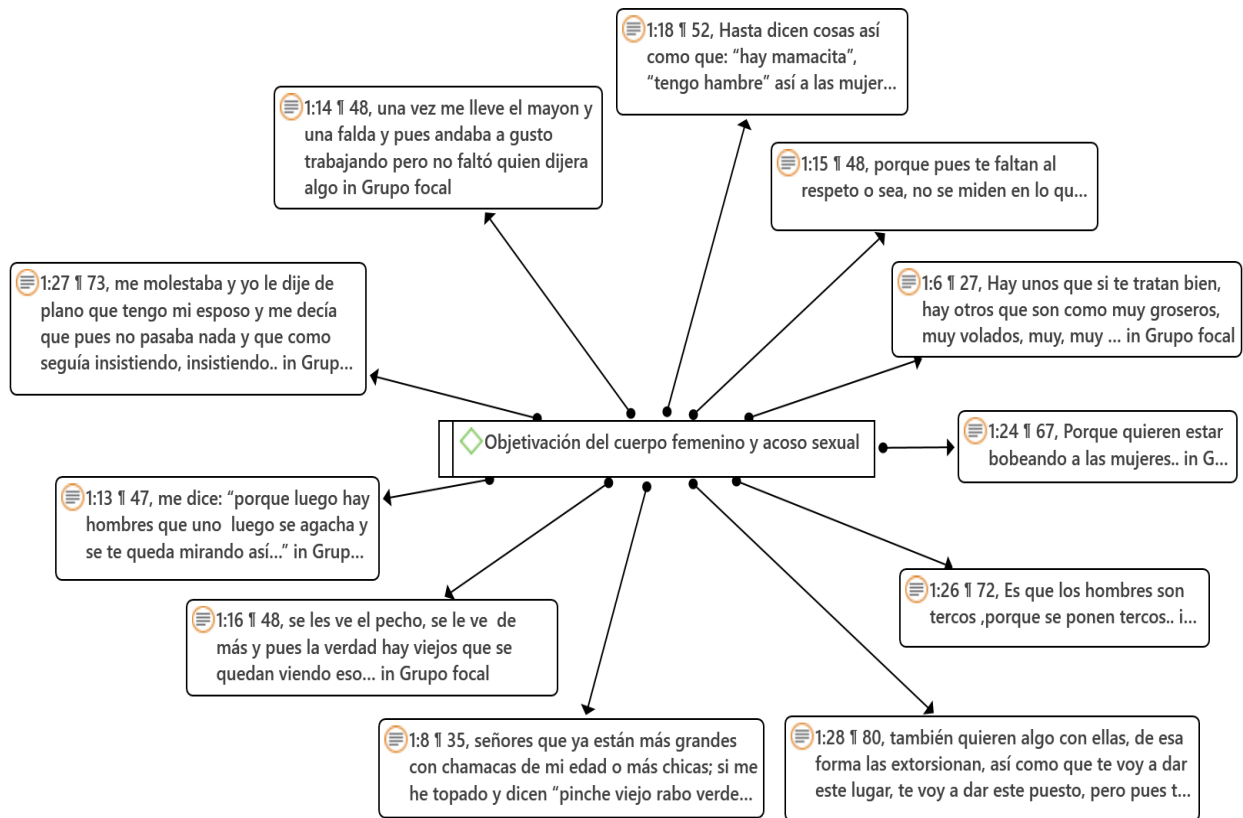 1:18 ¶ 52, Hasta dicen cosas así
como que: “hay mamacita”,
“tengo hambre” así a las mujer...
1:14 ¶ 48, una vez me lleve el mayon y
una falda y pues andaba a gusto
trabajando pero no faltó quien dijera
algo in Grupo focal
1:15 ¶ 48, porque pues te faltan al
respeto o sea, no se miden en lo qu...
1:27 ¶ 73, me molestaba y yo le dije de
plano que tengo mi esposo y me decía
que pues no pasaba nada y que como
seguía insistiendo, insistiendo.. in Grup...
1:6 ¶ 27, Hay unos que si te tratan bien,
hay otros que son como muy groseros,
muy volados, muy, muy ... in Grupo focal
Objetivación del cuerpo femenino y acoso sexual
1:24 ¶ 67, Porque quieren estar
bobeando a las mujeres.. in G...
1:13 ¶ 47, me dice: “porque luego hay
hombres que uno luego se agacha y
se te queda mirando así...” in Grup...
1:26 ¶ 72, Es que los hombres son
tercos ,porque se ponen tercos.. i...
1:16 ¶ 48, se les ve el pecho, se le ve de
más y pues la verdad hay viejos que se
quedan viendo eso... in Grupo focal
1:8 ¶ 35, señores que ya están más grandes
con chamacas de mi edad o más chicas; si me
he topado y dicen “pinche viejo rabo verde...
1:28 ¶ 80, también quieren algo con ellas, de esa
forma las extorsionan, así como que te voy a dar
este lugar, te voy a dar este puesto, pero pues t...